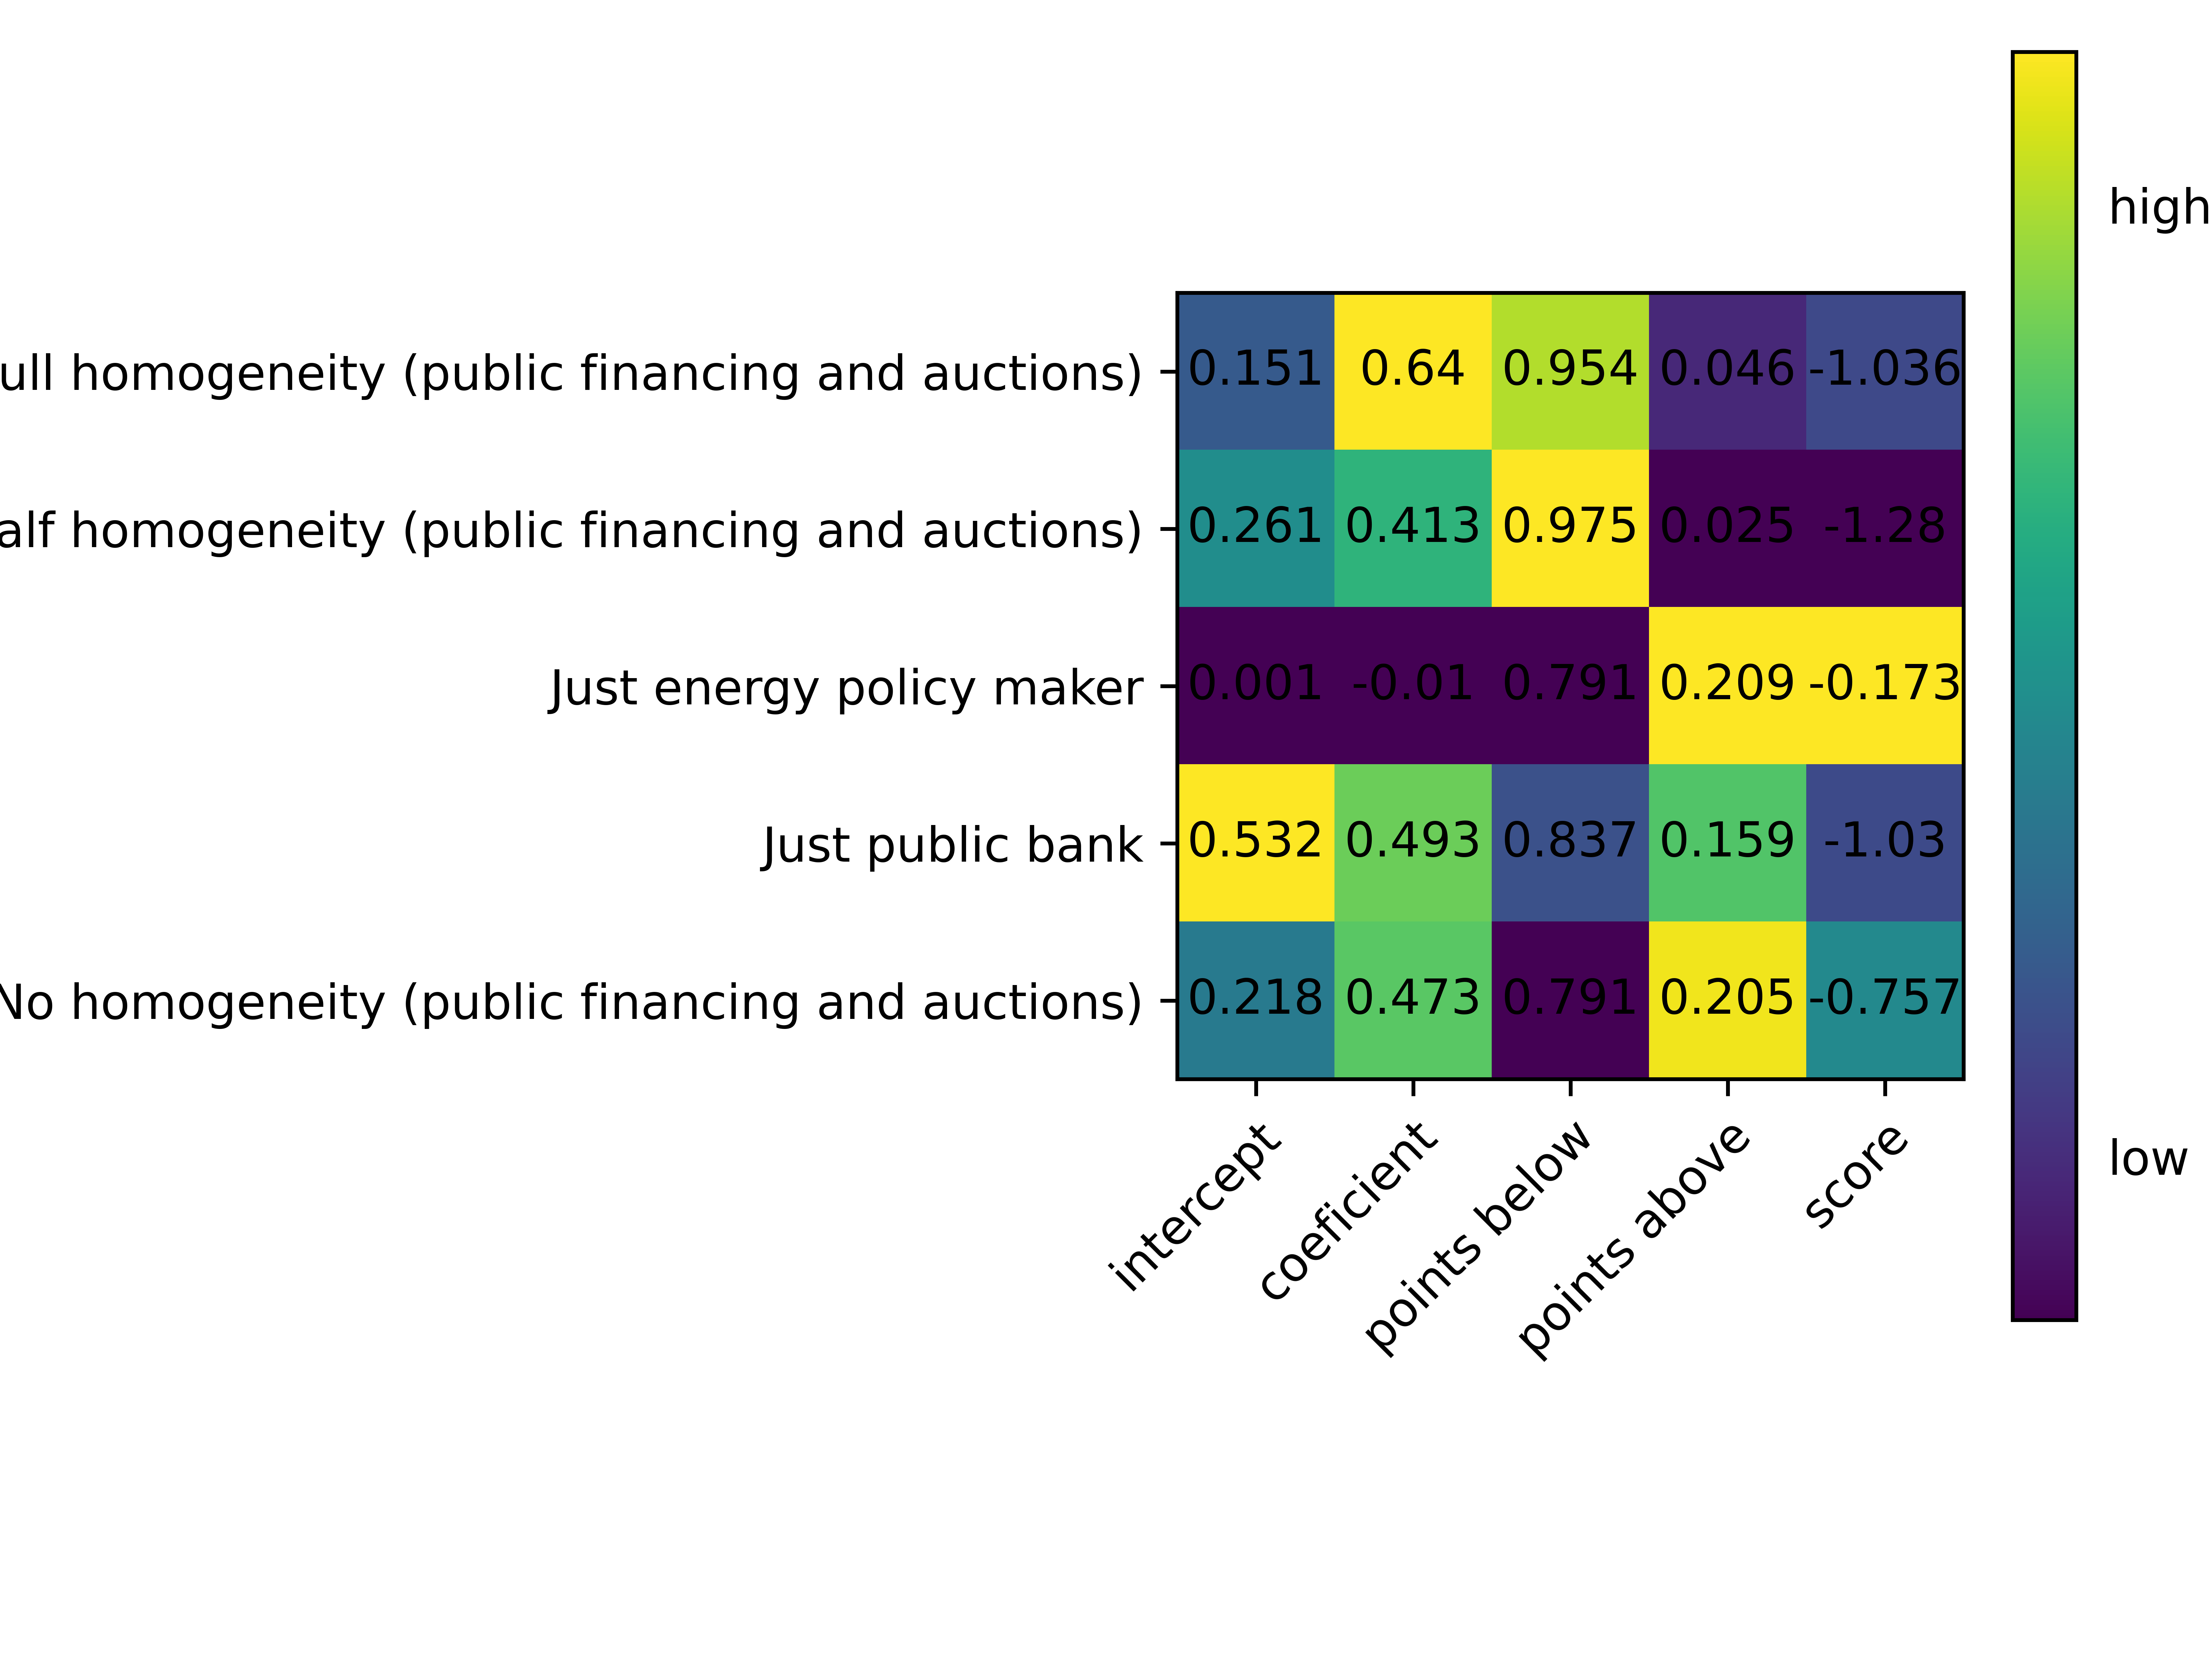 high
ull homogeneity (public financing and auctions) 0.151 0.64 0.954 0.046 -1.036
alf homogeneity (public financing and auctions) 0.261 0.413 0.975 0.025 -1.28
Just energy policy maker 0.001 -0.01 0.791 0.209 -0.173
Just public bank 0.532 0.493 0.837 0.159 -1.03
No homogeneity (public financing and auctions) 0.218 0.473 0.791 0.205 -0.757
low
intercept coeficient points below points above score